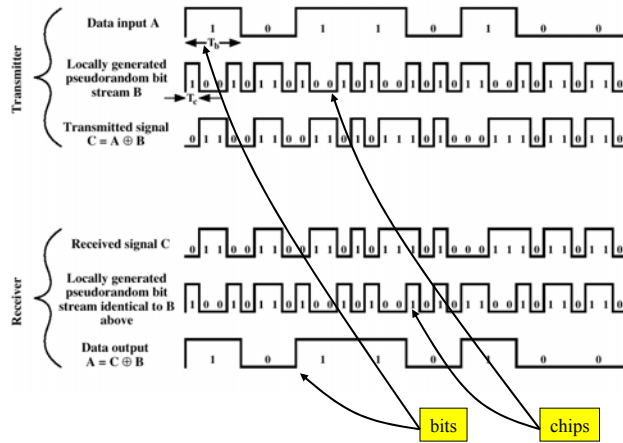 Data input A
1 0 1 1 0 1 0 0
T_b
Locally generated
pseudorandom bit
stream B
T_c
Transmitted signal
C = A ⊕ B
Transmitter
Received signal C
Locally generated
pseudorandom bit
stream identical to B
above
Data output
A = C ⊕ B
1 0 1 1 0 1 0 0
Receiver
bits
chips